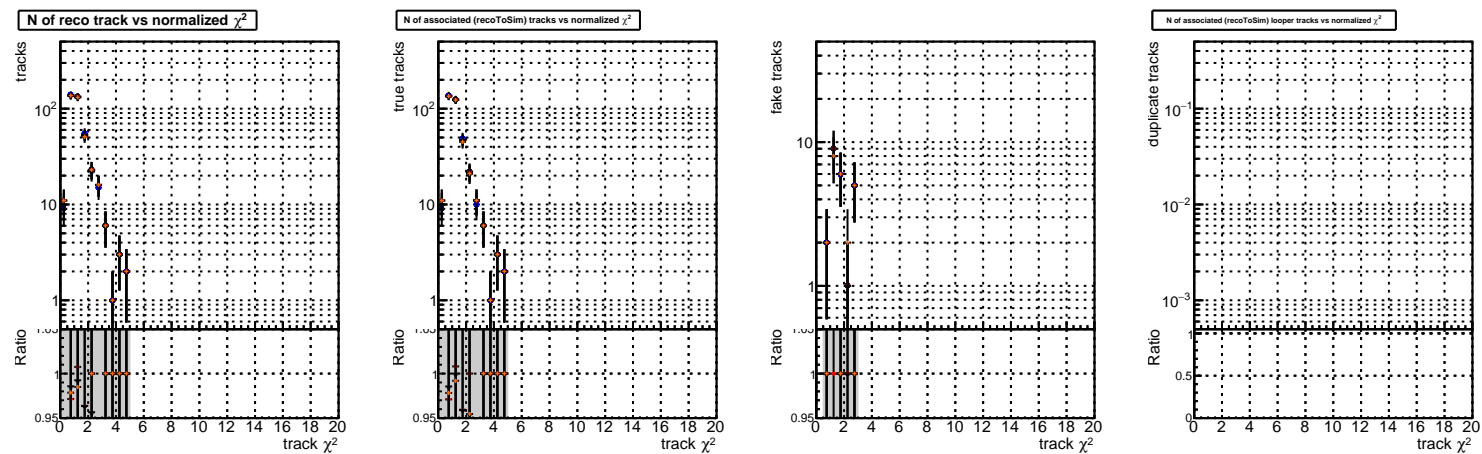 N of reco track vs normalized χ²
tracks
10²
10
1
1.05
Ratio
1
0.95
0 2 4 6 8 10 12 14 16 18 20
track χ²
N of associated (recoToSim) tracks vs normalized χ²
true tracks
10²
10
1
1.05
Ratio
1
0.95
0 2 4 6 8 10 12 14 16 18 20
track χ²
fake tracks
10
1
1.05
Ratio
1
0.95
0 2 4 6 8 10 12 14 16 18 20
track χ²
N of associated (recoToSim) looper tracks vs normalized χ²
duplicate tracks
10⁻¹
10⁻²
10⁻³
Ratio
1
0.5
0
0 2 4 6 8 10 12 14 16 18 20
track χ²